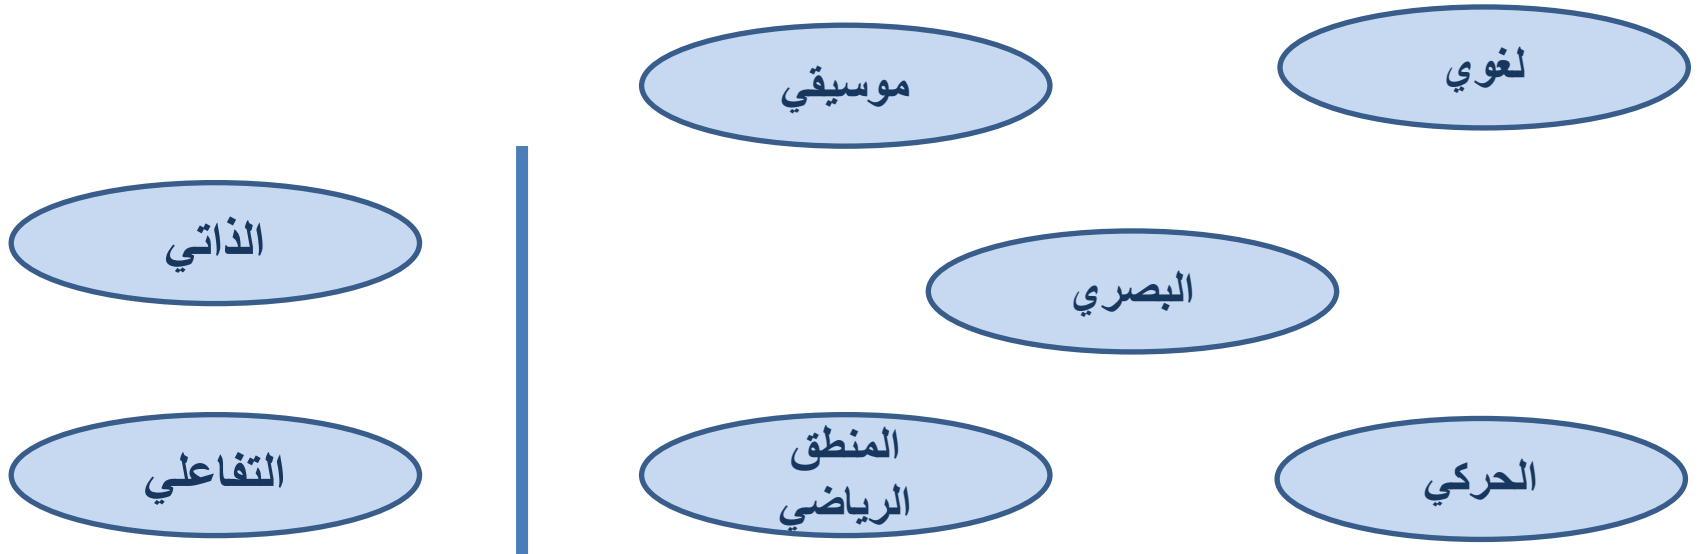 لغوي
موسيقي
الذاتي
البصري
المنطق
الرياضي
الحركي
التفاعلي